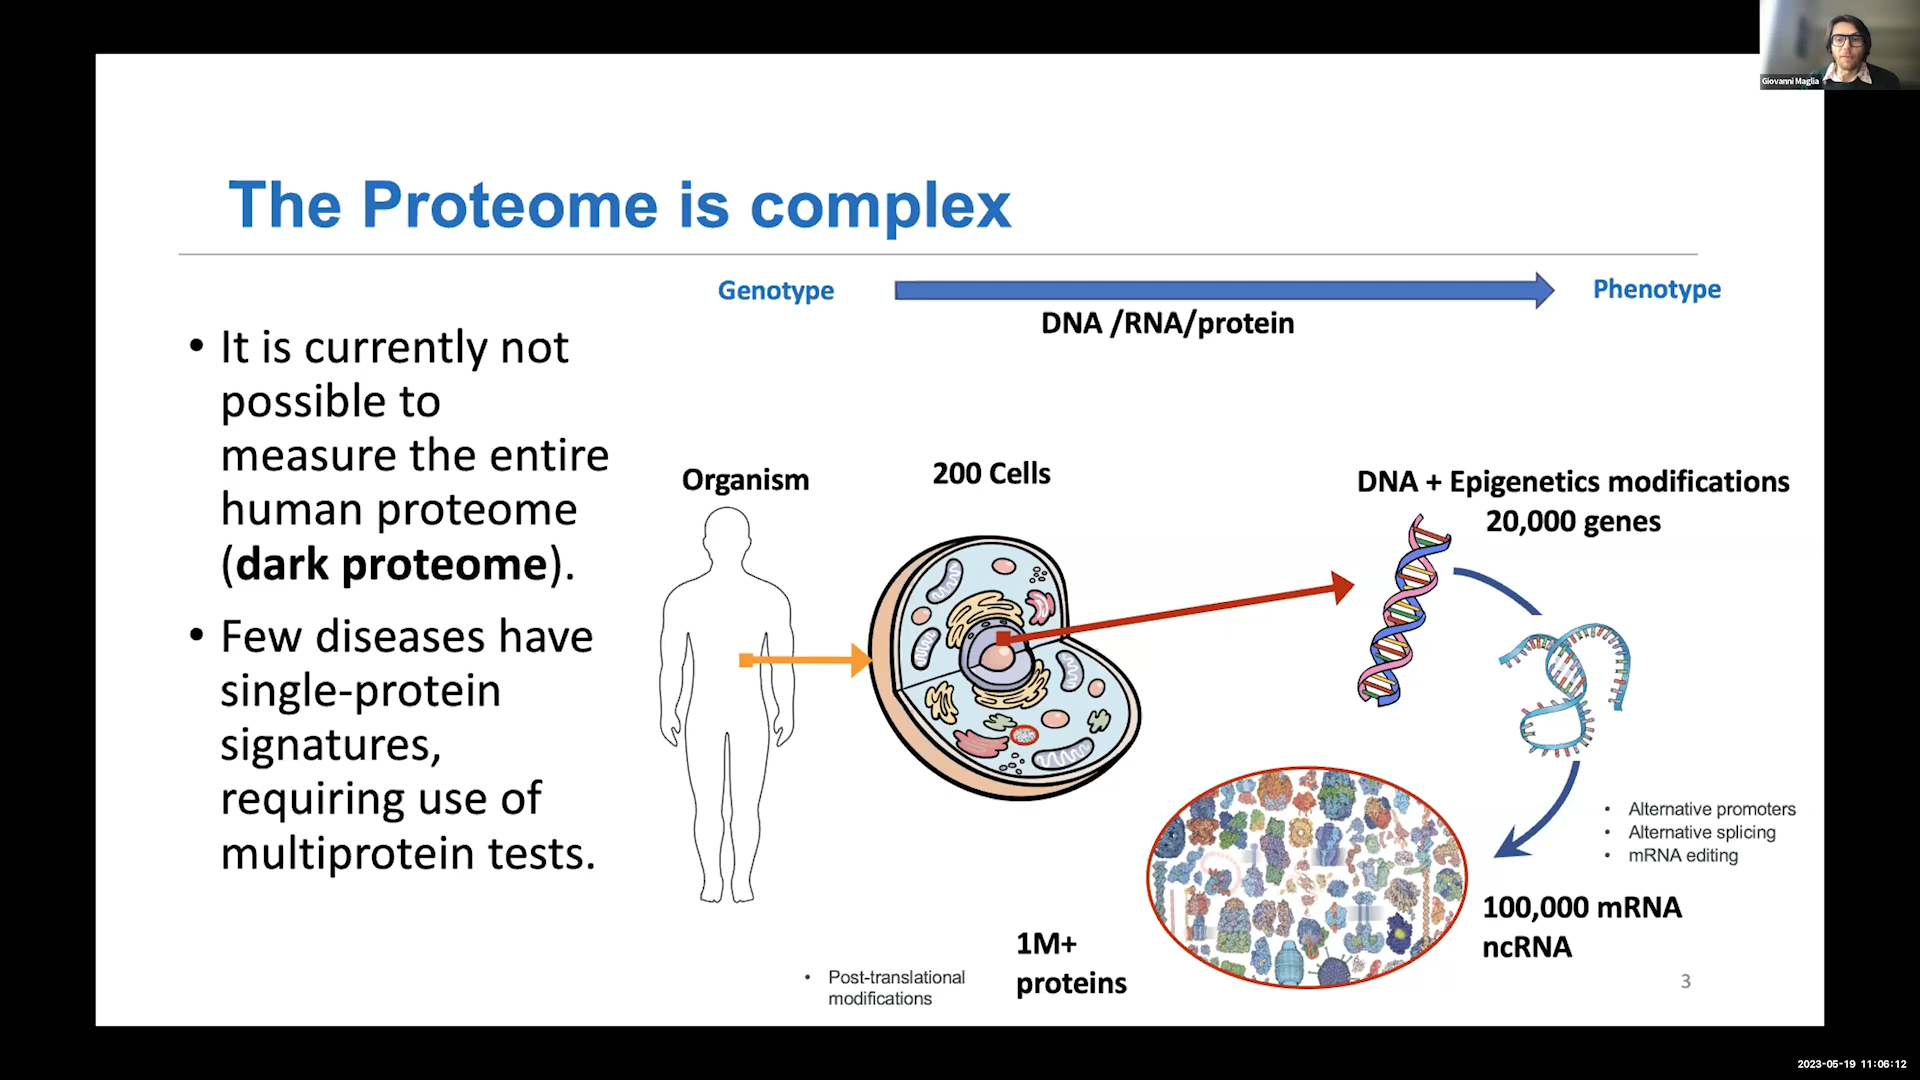 Giovanni Maglia
The Proteome is complex
Genotype
Phenotype
DNA /RNA/protein
• It is currently not
possible to
measure the entire
human proteome
(dark proteome).
• Few diseases have
single-protein
signatures,
requiring use of
multiprotein tests.
Organism
200 Cells
DNA + Epigenetics modifications
20,000 genes
• Alternative promoters
• Alternative splicing
• mRNA editing
100,000 mRNA
ncRNA
1M+
proteins
• Post-translational
modifications
3
2023-05-19 11:06:12